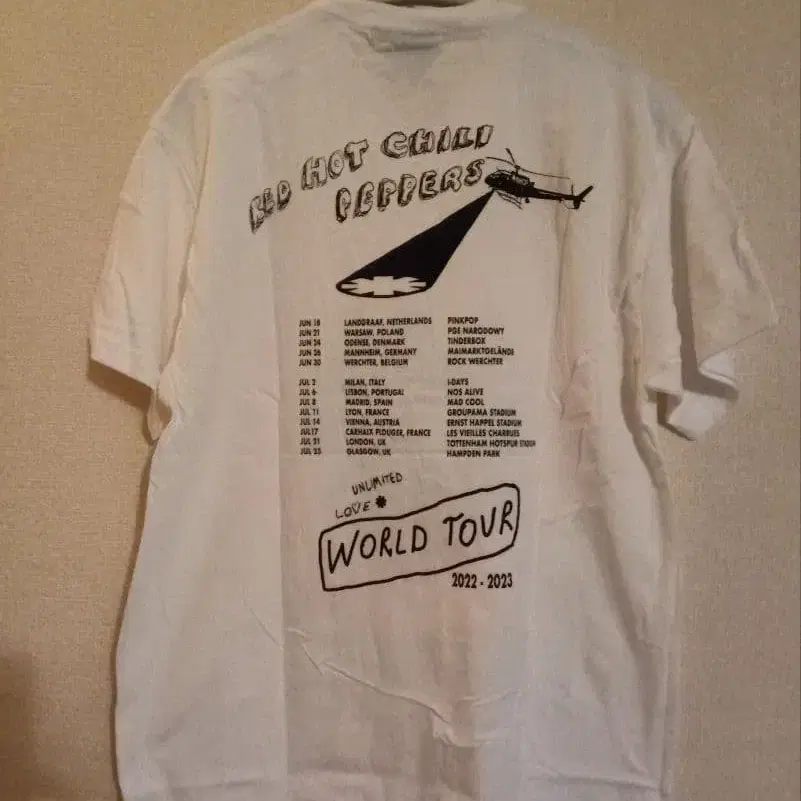 RED HOT CHILI
PEPPERS
JUN 18 LANDGRAAF, NETHERLANDS PINKPOP
JUN 21 WARSAW, POLAND PGE NARODOWY
JUN 24 ODENSE, DENMARK TINDERBOX
JUN 26 MANNHEIM, GERMANY MAIMARKTGELÄNDE
JUN 30 WERCHTER, BELGIUM ROCK WERCHTER
JUL 2 MILAN, ITALY I-DAYS
JUL 6 LISBON, PORTUGAL NOS ALIVE
JUL 8 MADRID, SPAIN MAD COOL
JUL 11 LYON, FRANCE GROUPAMA STADIUM
JUL 14 VIENNA, AUSTRIA ERNST HAPPEL STADIUM
JUL17 CARHAIX PLOUGER, FRANCE LES VIEILLES CHARRUES
JUL 21 LONDON, UK TOTTENHAM HOTSPUR STADIUM
JUL 23 GLASGOW, UK HAMPDEN PARK
UNLIMITED
LOVE
WORLD TOUR
2022 - 2023